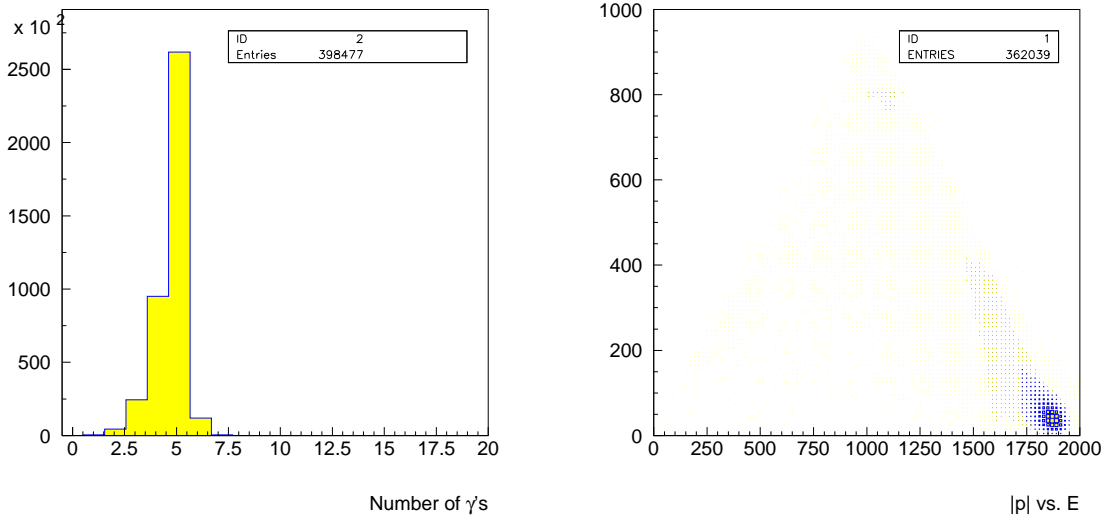 x 10 2
ID 2
Entries 398477
2500
2000
1500
1000
500
0
0 2.5 5 7.5 10 12.5 15 17.5 20
Number of γ's
1000
ID 1
ENTRIES 362039
800
600
400
200
0
0 250 500 750 1000 1250 1500 1750 2000
|p| vs. E